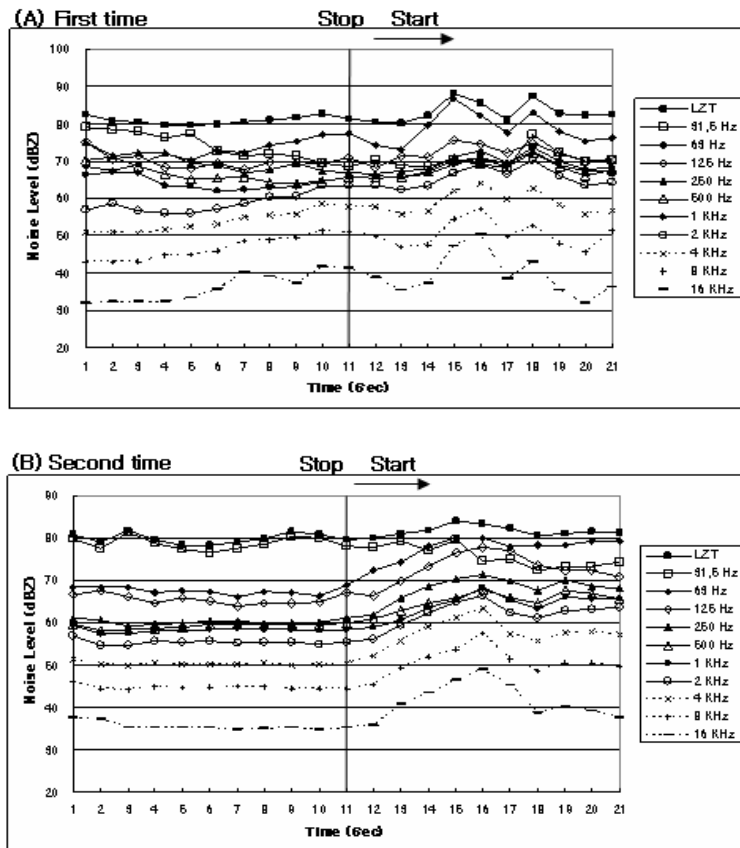 (A) First time
Stop Start
100
90
80
70
60
50
40
30
20
Noise Level (dBZ)
1 2 3 4 5 6 7 8 9 10 11 12 13 14 15 16 17 18 19 20 21
Time (Sec)
LZT
31,5 Hz
63 Hz
125 Hz
250 Hz
500 Hz
1 KHz
2 KHz
4 KHz
8 KHz
16 KHz
(B) Second time
Stop Start
90
80
70
60
50
40
30
20
Noise Level (dBZ)
1 2 3 4 5 6 7 8 9 10 11 12 13 14 15 16 17 18 19 20 21
Time (Sec)
LZT
31,5 Hz
63 Hz
125 Hz
250 Hz
500 Hz
1 KHz
2 KHz
4 KHz
8 KHz
16 KHz